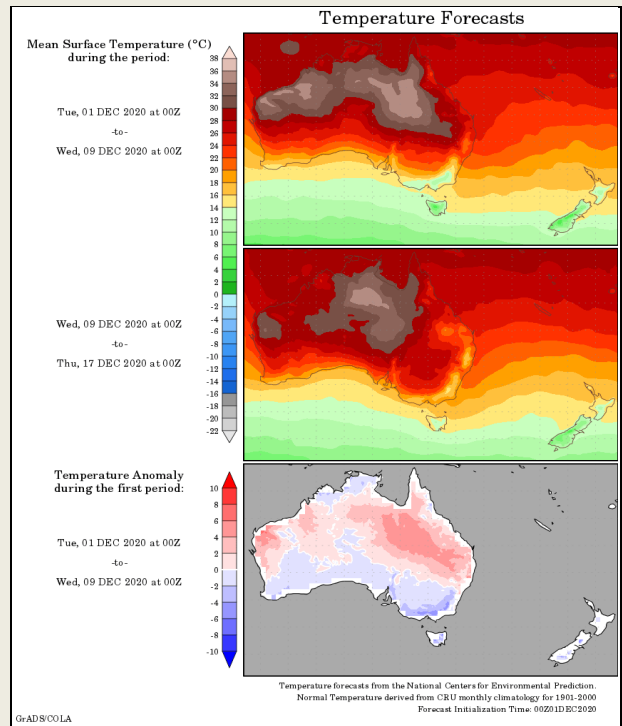 Temperature Forecasts
Mean Surface Temperature (°C)
during the period:
Tue, 01 DEC 2020 at 00Z
-to-
Wed, 09 DEC 2020 at 00Z
38
36
34
32
30
28
26
24
22
20
18
16
14
12
10
8
6
4
2
0
-2
-4
-6
-8
-10
-12
-14
-16
-18
-20
-22
Wed, 09 DEC 2020 at 00Z
-to-
Thu, 17 DEC 2020 at 00Z
Temperature Anomaly
during the first period:
Tue, 01 DEC 2020 at 00Z
-to-
Wed, 09 DEC 2020 at 00Z
10
8
6
4
2
0
-2
-4
-6
-8
-10
Temperature forecasts from the National Centers for Environmental Prediction.
Normal Temperature derived from CRU monthly climatology for 1901-2000
Forecast Initialization Time: 00Z01DEC2020
GrADS/COLA